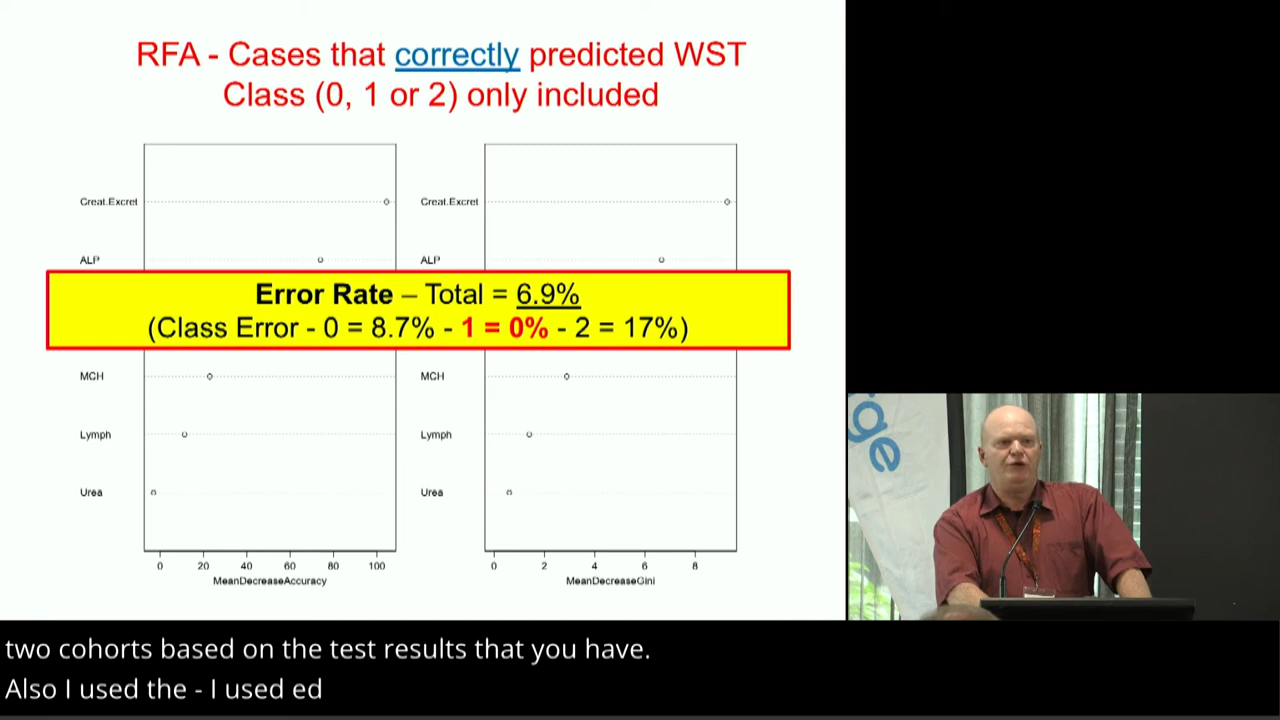 RFA - Cases that correctly predicted WST
Class (0, 1 or 2) only included
Creat.Excret
Creat.Excret
ALP
ALP
Error Rate – Total = 6.9%
(Class Error - 0 = 8.7% - 1 = 0% - 2 = 17%)
MCH
MCH
Lymph
Lymph
Urea
Urea
0 20 40 60 80 100
0 2 4 6 8
MeanDecreaseAccuracy
MeanDecreaseGini
rge
two cohorts based on the test results that you have.
Also I used the - I used ed